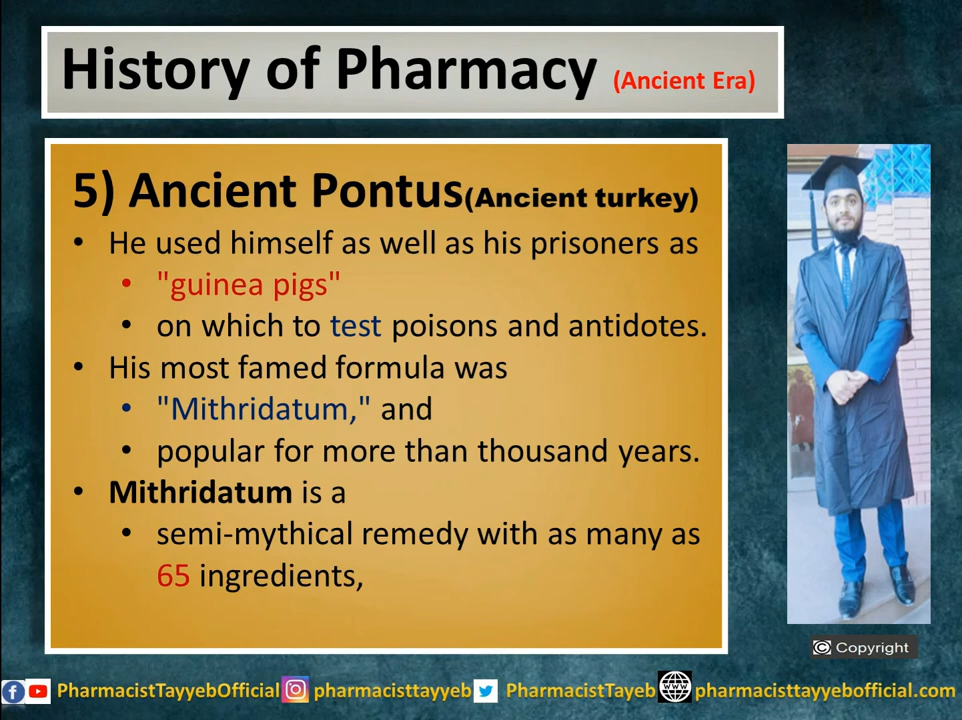 History of Pharmacy (Ancient Era)
5) Ancient Pontus(Ancient turkey)
• He used himself as well as his prisoners as
• "guinea pigs"
• on which to test poisons and antidotes.
• His most famed formula was
• "Mithridatum," and
• popular for more than thousand years.
• Mithridatum is a
• semi-mythical remedy with as many as
65 ingredients,
© Copyright
PharmacistTayyebOfficial pharmacisttayyeb PharmacistTayeb pharmacisttayyebofficial.com